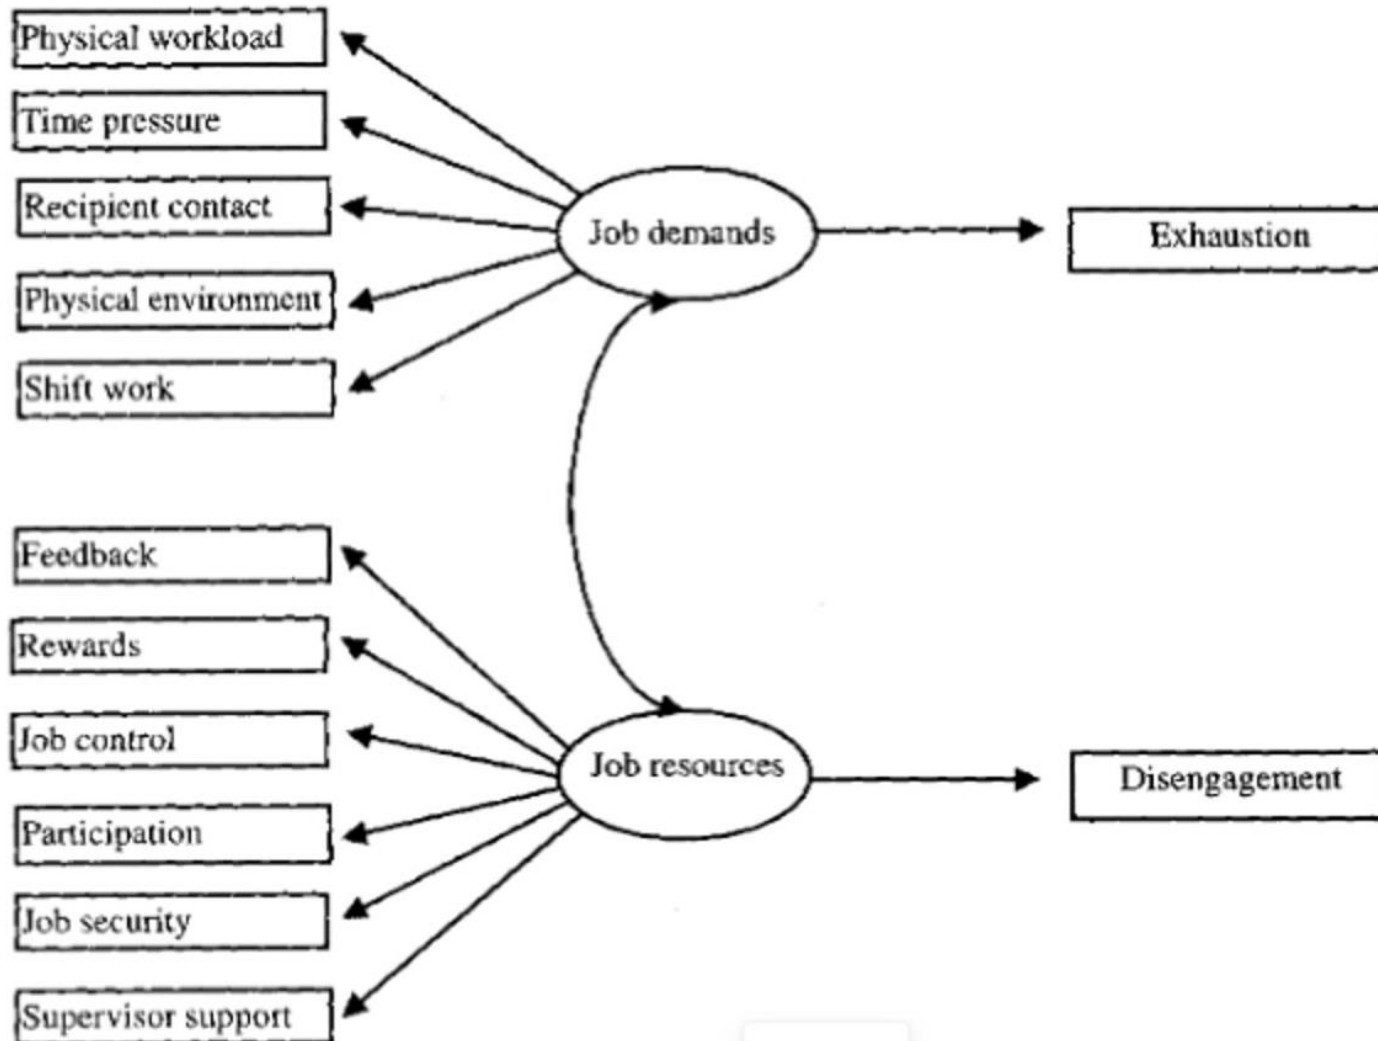 Physical workload
Time pressure
Recipient contact
Physical environment
Shift work
Job demands
Exhaustion
Feedback
Rewards
Job control
Participation
Job security
Supervisor support
Job resources
Disengagement